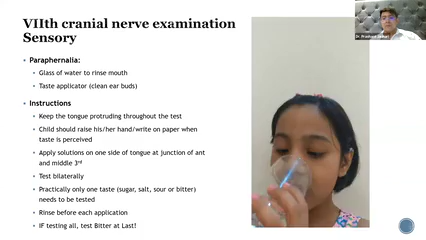 VIIth cranial nerve examination
Sensory
Paraphernalia:
Glass of water to rinse mouth
Taste applicator (clean ear buds)
Instructions
Keep the tongue protruding throughout the test
Child should raise his/her hand/write on paper when
taste is perceived
Apply solutions on one side of tongue at junction of ant
and middle 3rd
Test bilaterally
Practically only one taste (sugar, salt, sour or bitter)
needs to be tested
Rinse before each application
IF testing all, test Bitter at Last!
Dr.